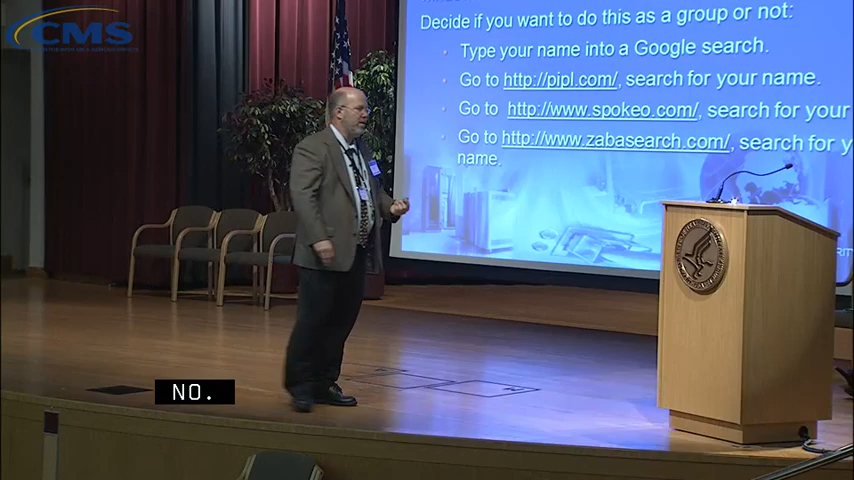 CMS
Decide if you want to do this as a group or not:
• Type your name into a Google search.
• Go to http://pipl.com/, search for your name.
• Go to http://www.spokeo.com/, search for your
• Go to http://www.zabasearch.com/, search for y
name.
NO.